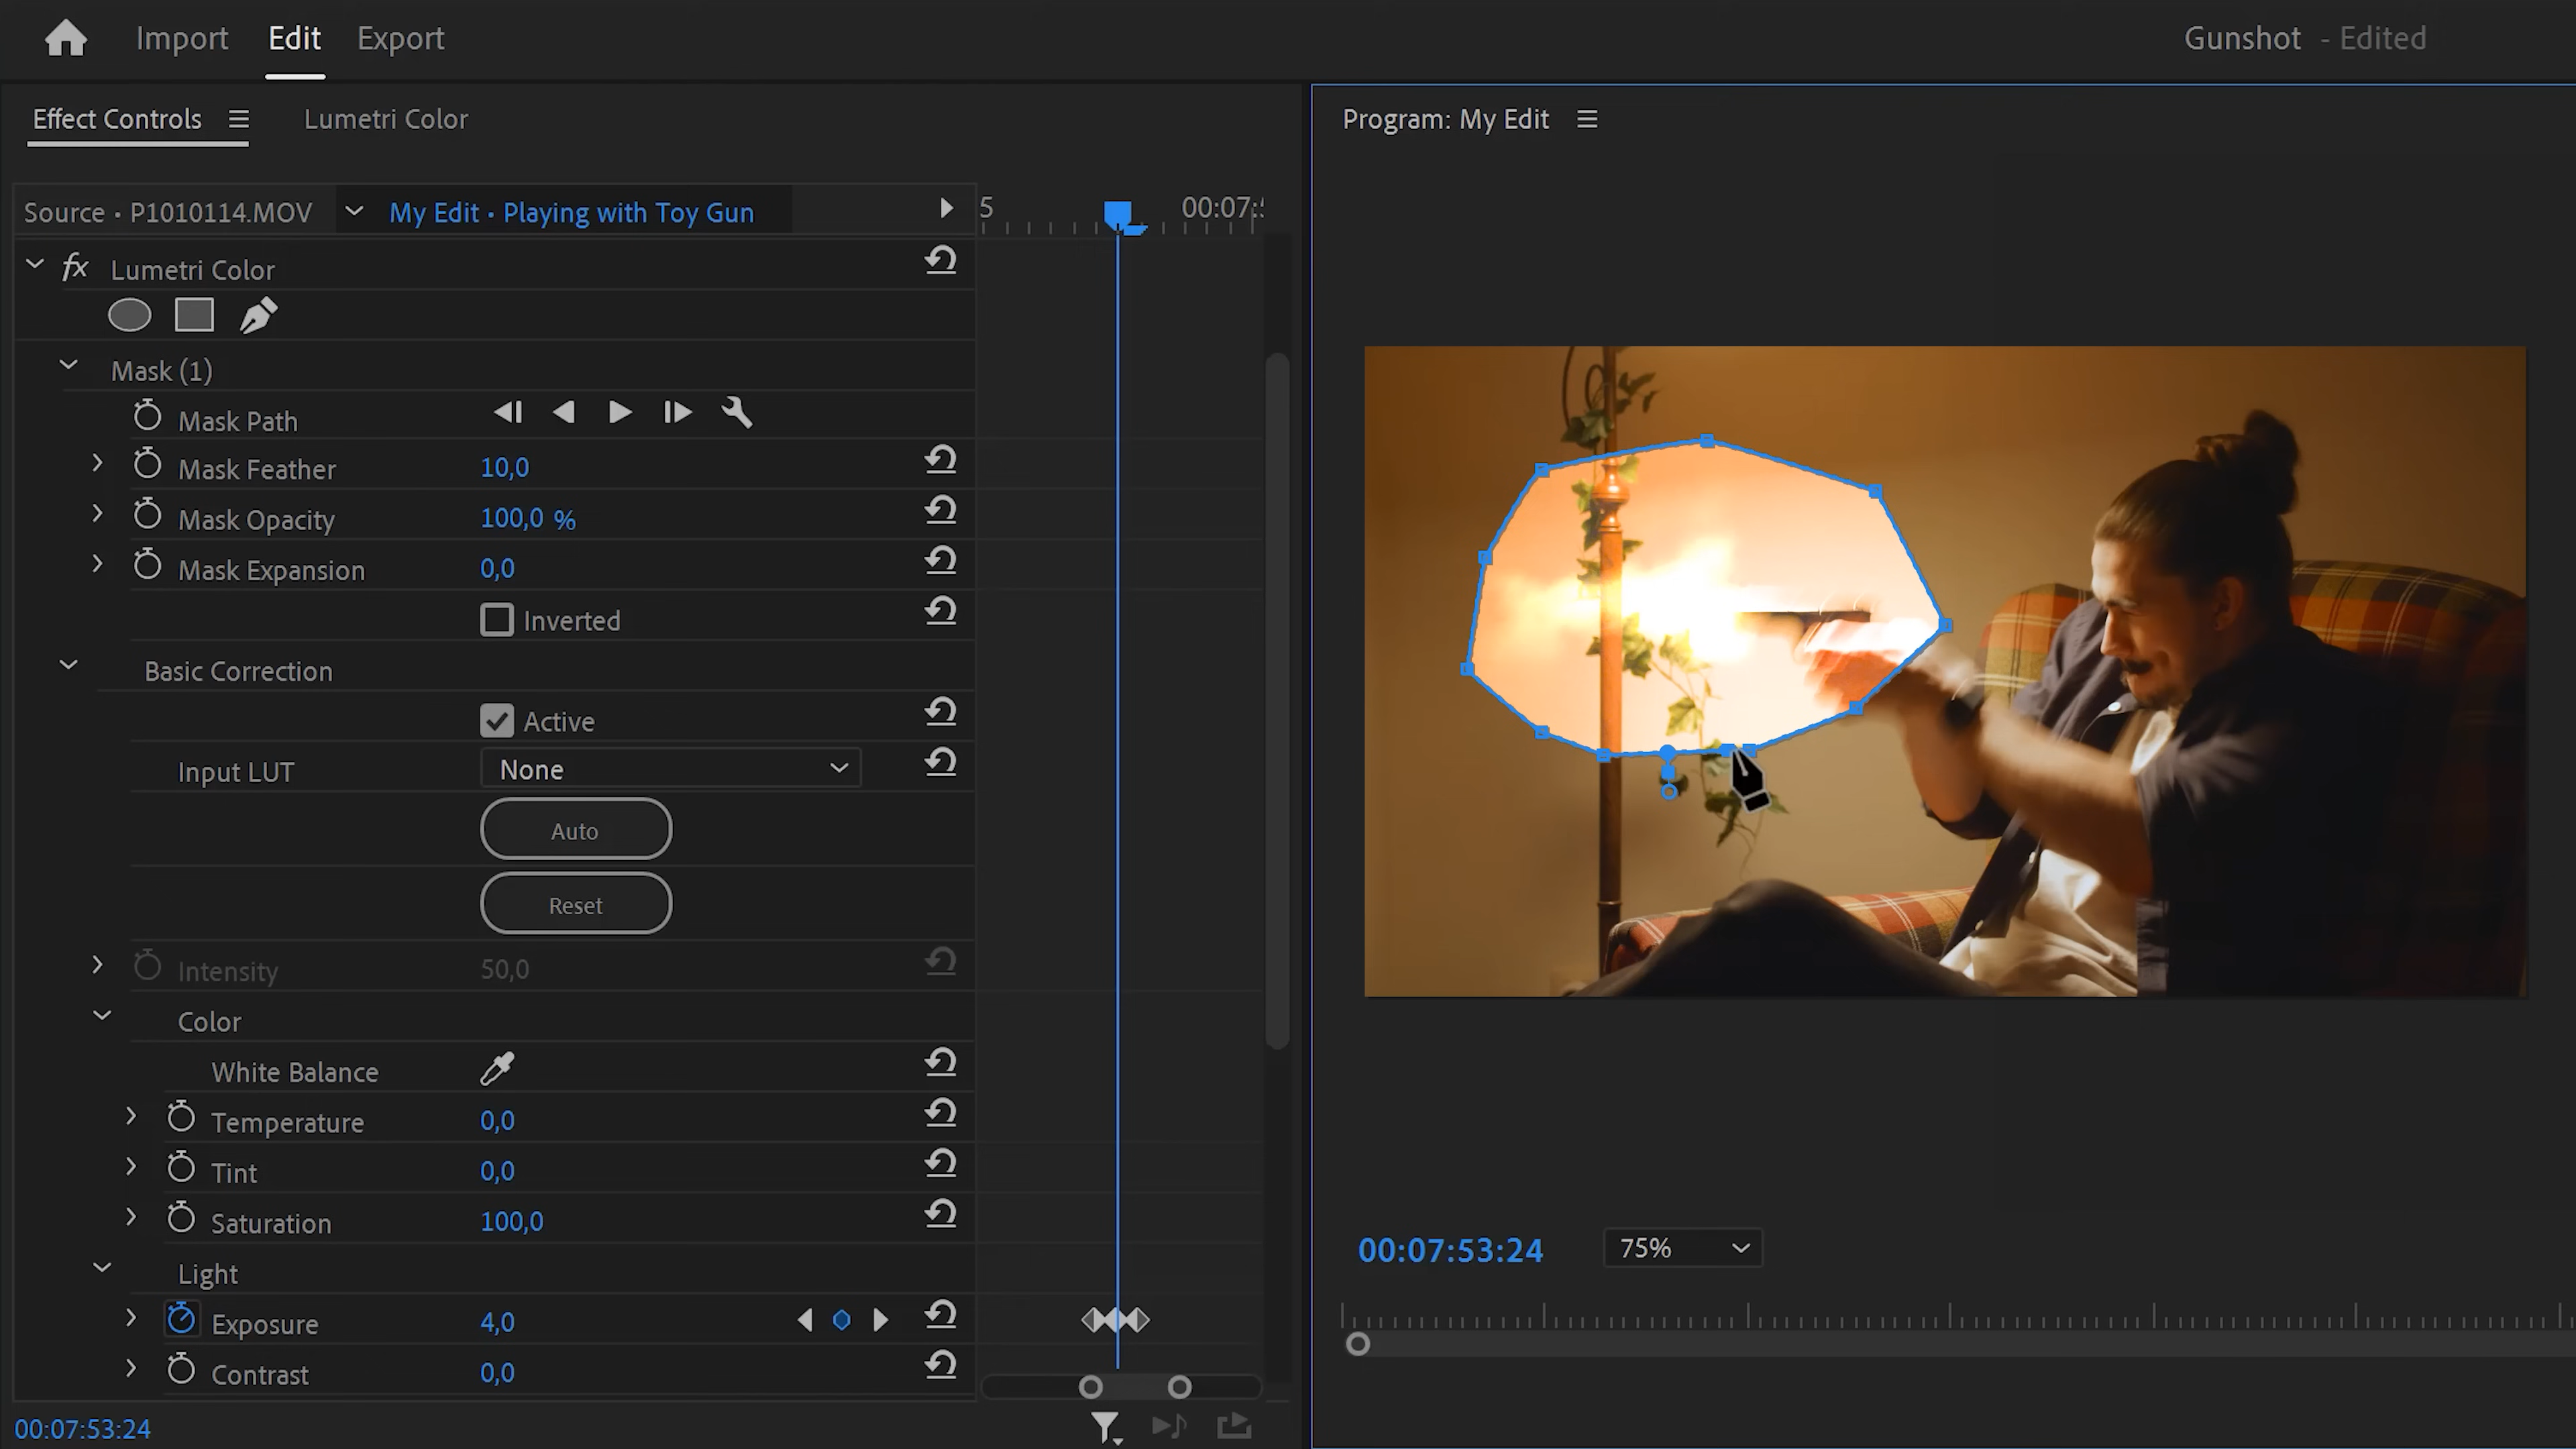 Import Edit Export
Gunshot - Edited
Effect Controls Lumetri Color
Source · P1010114.MOV My Edit · Playing with Toy Gun
5 00:07:
fx Lumetri Color
Mask (1)
Mask Path
Mask Feather 10,0
Mask Opacity 100,0 %
Mask Expansion 0,0
Inverted
Basic Correction
Active
Input LUT None
Auto
Reset
Intensity 50,0
Color
White Balance
Temperature 0,0
Tint 0,0
Saturation 100,0
Light
Exposure 4,0
Contrast 0,0
00:07:53:24
Program: My Edit
00:07:53:24 75%